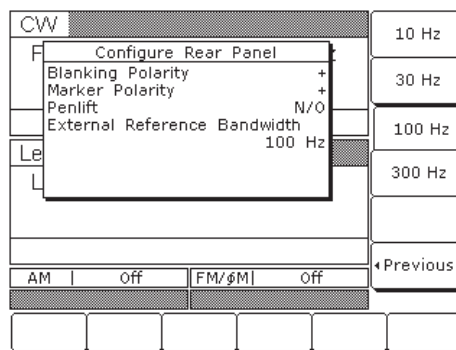 CW
F
Configure Rear Panel
Blanking Polarity +
Marker Polarity +
Penlift N/O
External Reference Bandwidth
100 Hz
Le
L
AM | Off FM/ϕM| Off
10 Hz
30 Hz
100 Hz
300 Hz
◂Previous